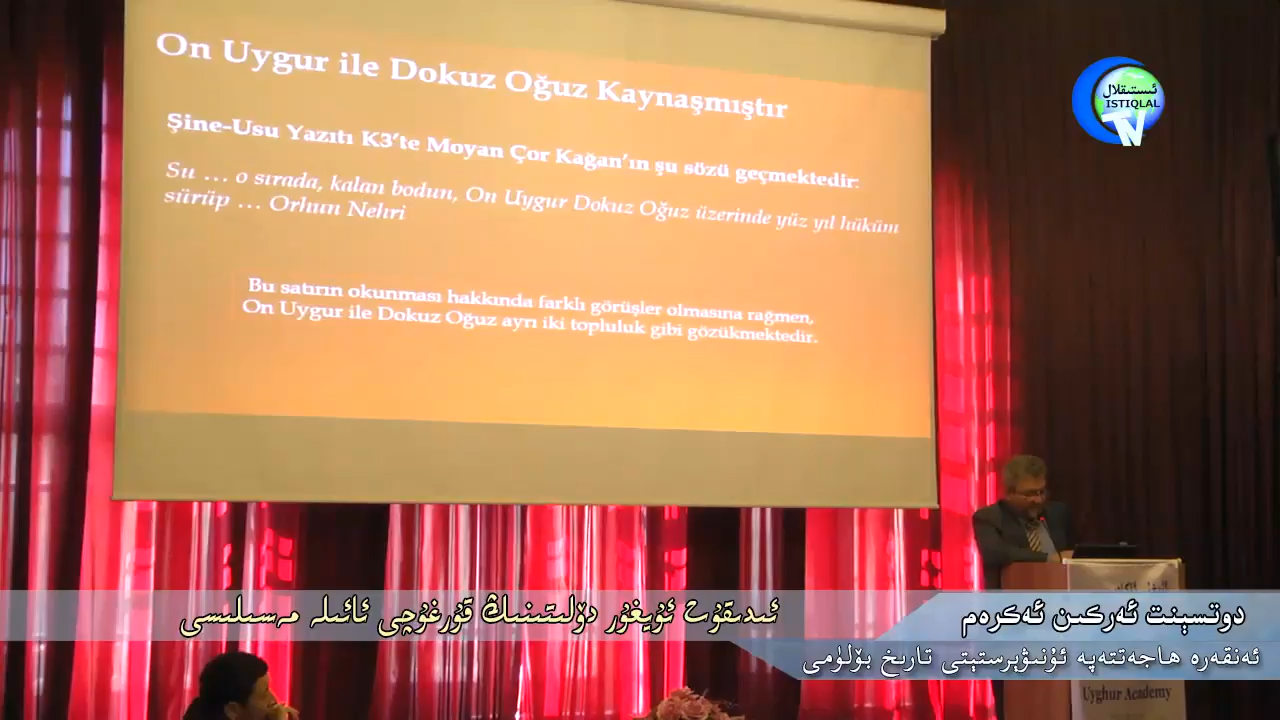 On Uygur ile Dokuz Oğuz Kaynaşmıştır
Şine-Usu Yazıtı K3'te Moyan Çor Kağan'ın şu sözü geçmektedir:
Su … o sırada, kalan bodun, On Uygur Dokuz Oğuz üzerinde yüz yıl hüküm
sürüp … Orhun Nehri
Bu satırın okunması hakkında farklı görüşler olmasına rağmen,
On Uygur ile Dokuz Oğuz ayrı iki topluluk gibi gözükmektedir.
ئىستىقلال
ISTIQLAL
TV
ئىدىقۇت ئۇيغۇر دۆلىتىنىڭ قۇرغۇچى ئائىلە مەسىلىسى
دوتسېنت ئەركىن ئەكرەم
ئەنقەرە ھاجەتتەپە ئۇنىۋېرستېتى تارىخ بۆلۈمى
Uyghur Academy